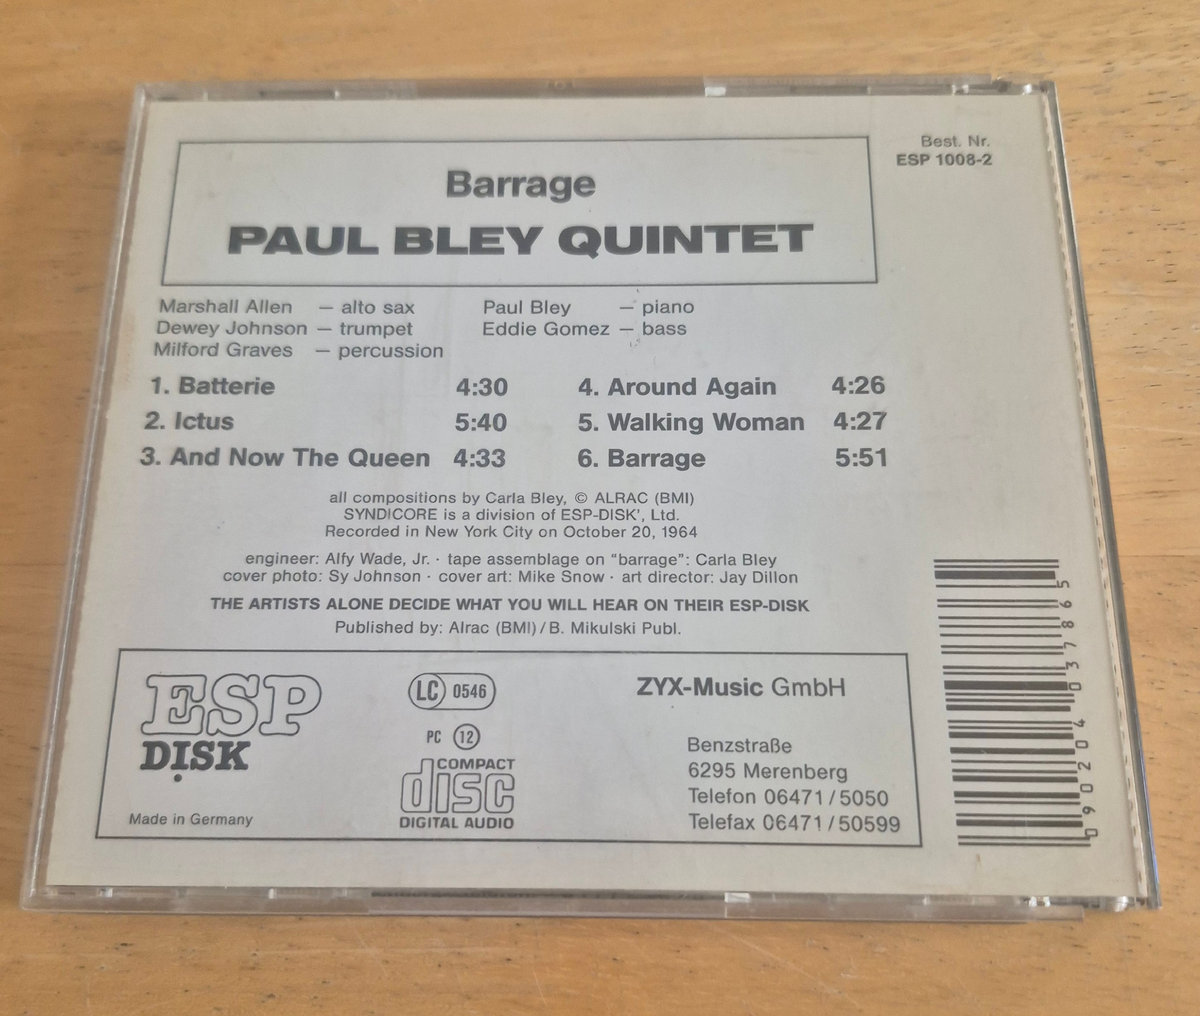 Best. Nr.
ESP 1008-2
Barrage
PAUL BLEY QUINTET
Marshall Allen — alto sax
Dewey Johnson — trumpet
Milford Graves — percussion
Paul Bley — piano
Eddie Gomez — bass
1. Batterie 4:30
2. Ictus 5:40
3. And Now The Queen 4:33
4. Around Again 4:26
5. Walking Woman 4:27
6. Barrage 5:51
all compositions by Carla Bley, © ALRAC (BMI)
SYNDICORE is a division of ESP-DISK', Ltd.
Recorded in New York City on October 20, 1964
engineer: Alfy Wade, Jr. · tape assemblage on "barrage": Carla Bley
cover photo: Sy Johnson · cover art: Mike Snow · art director: Jay Dillon
THE ARTISTS ALONE DECIDE WHAT YOU WILL HEAR ON THEIR ESP-DISK
Published by: Alrac (BMI) / B. Mikulski Publ.
ESP
DISK
Made in Germany
LC 0546
PC 12
COMPACT
disc
DIGITAL AUDIO
ZYX-Music GmbH
Benzstraße
6295 Merenberg
Telefon 06471/5050
Telefax 06471/50599
090204037865